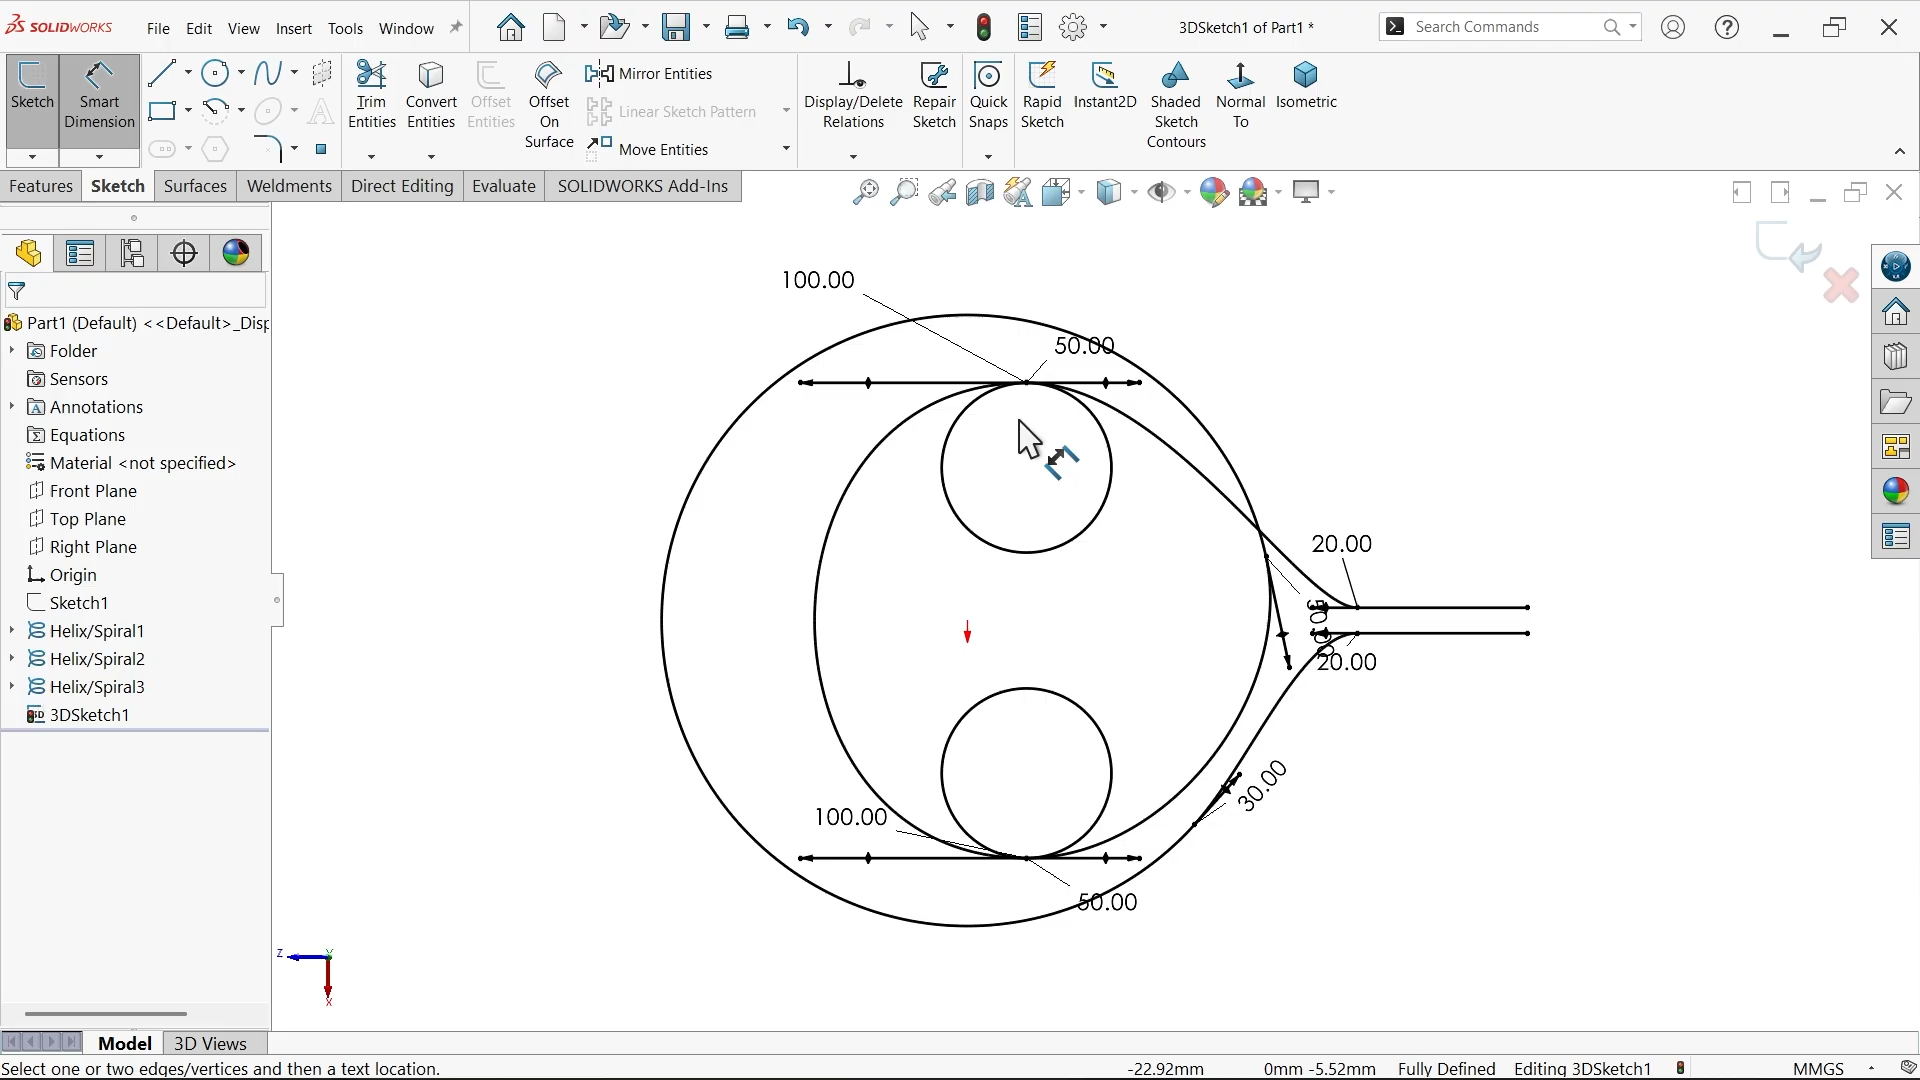 SOLIDWORKS
File Edit View Insert Tools Window
3DSketch1 of Part1 *
Search Commands
Sketch
Smart Dimension
Trim Entities
Convert Entities
Offset Entities
Offset On Surface
Mirror Entities
Linear Sketch Pattern
Move Entities
Display/Delete Relations
Repair Sketch
Quick Snaps
Rapid Sketch
Instant2D
Shaded Sketch Contours
Normal To
Isometric
Features Sketch Surfaces Weldments Direct Editing Evaluate SOLIDWORKS Add-Ins
Part1 (Default) <<Default>_Disp
Folder
Sensors
Annotations
Equations
Material <not specified>
Front Plane
Top Plane
Right Plane
Origin
Sketch1
Helix/Spiral1
Helix/Spiral2
Helix/Spiral3
3DSketch1
100.00
50.00
20.00
20.00
30.00
100.00
50.00
Z
Y
X
Model 3D Views
Select one or two edges/vertices and then a text location.
-22.92mm 0mm -5.52mm Fully Defined Editing 3DSketch1 MMGS